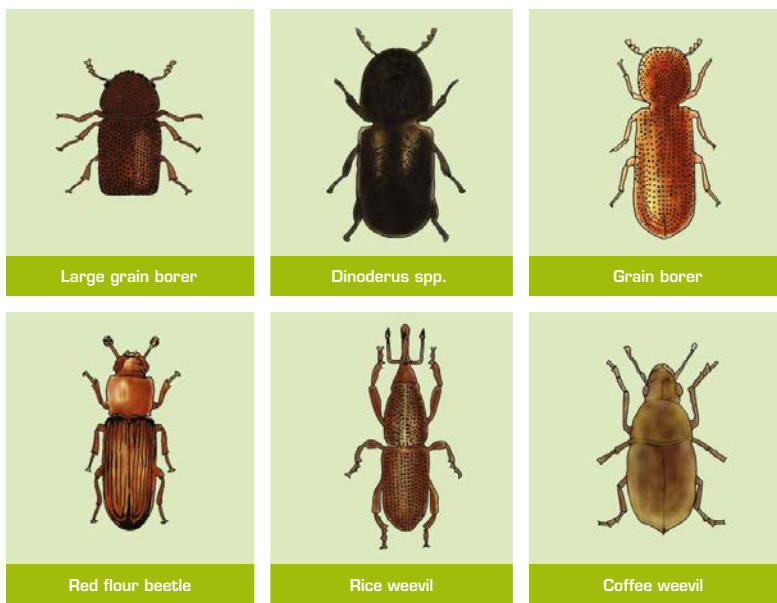 Large grain borer
Dinoderus spp.
Grain borer
Red flour beetle
Rice weevil
Coffee weevil